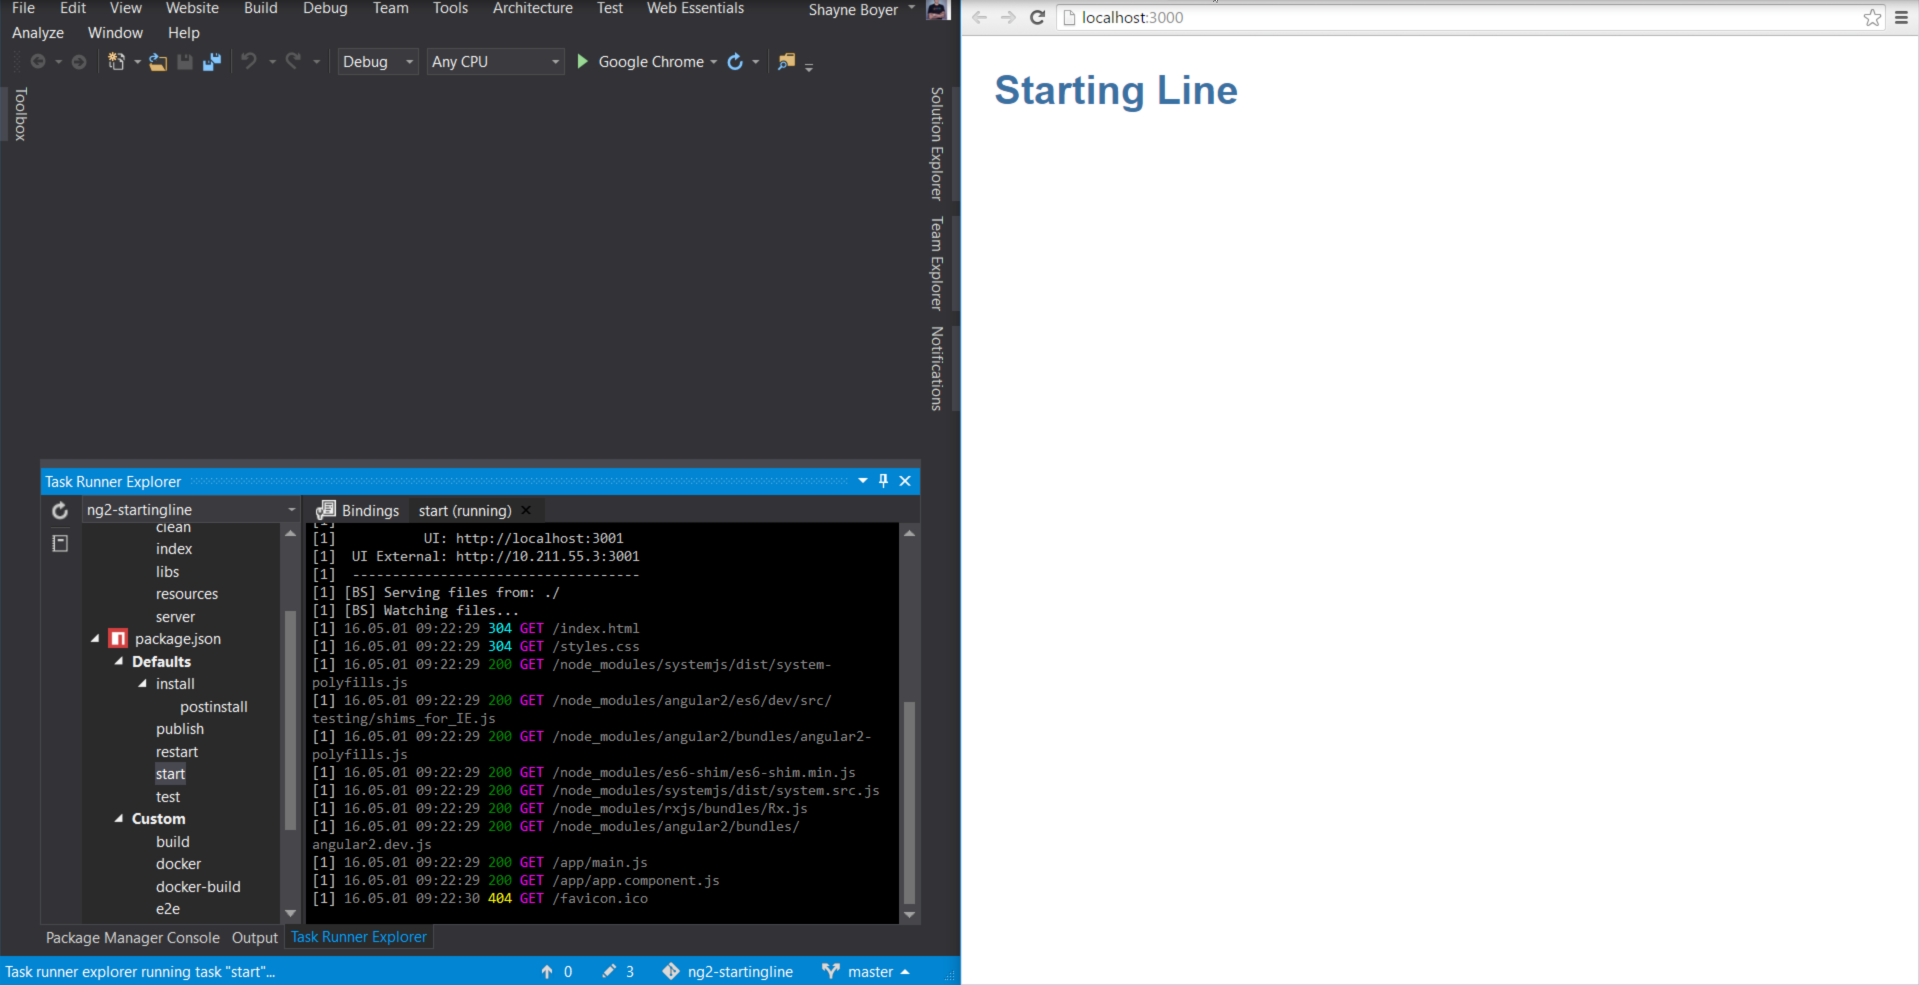 File Edit View Website Build Debug Team Tools Architecture Test Web Essentials Shayne Boyer
Analyze Window Help
Debug Any CPU Google Chrome
Toolbox
Solution Explorer
Team Explorer
Notifications
Task Runner Explorer
ng2-startingline
clean
index
libs
resources
server
package.json
Defaults
install
postinstall
publish
restart
start
test
Custom
build
docker
docker-build
e2e
Bindings start (running)
[1]
[1] UI: http://localhost:3001
[1] UI External: http://10.211.55.3:3001
[1] ------------------------------------
[1] [BS] Serving files from: ./
[1] [BS] Watching files...
[1] 16.05.01 09:22:29 304 GET /index.html
[1] 16.05.01 09:22:29 304 GET /styles.css
[1] 16.05.01 09:22:29 200 GET /node_modules/systemjs/dist/system-
polyfills.js
[1] 16.05.01 09:22:29 200 GET /node_modules/angular2/es6/dev/src/
testing/shims_for_IE.js
[1] 16.05.01 09:22:29 200 GET /node_modules/angular2/bundles/angular2-
polyfills.js
[1] 16.05.01 09:22:29 200 GET /node_modules/es6-shim/es6-shim.min.js
[1] 16.05.01 09:22:29 200 GET /node_modules/systemjs/dist/system.src.js
[1] 16.05.01 09:22:29 200 GET /node_modules/rxjs/bundles/Rx.js
[1] 16.05.01 09:22:29 200 GET /node_modules/angular2/bundles/
angular2.dev.js
[1] 16.05.01 09:22:29 200 GET /app/main.js
[1] 16.05.01 09:22:29 200 GET /app/app.component.js
[1] 16.05.01 09:22:30 404 GET /favicon.ico
Package Manager Console Output Task Runner Explorer
Task runner explorer running task "start"... 0 3 ng2-startingline master
localhost:3000
Starting Line